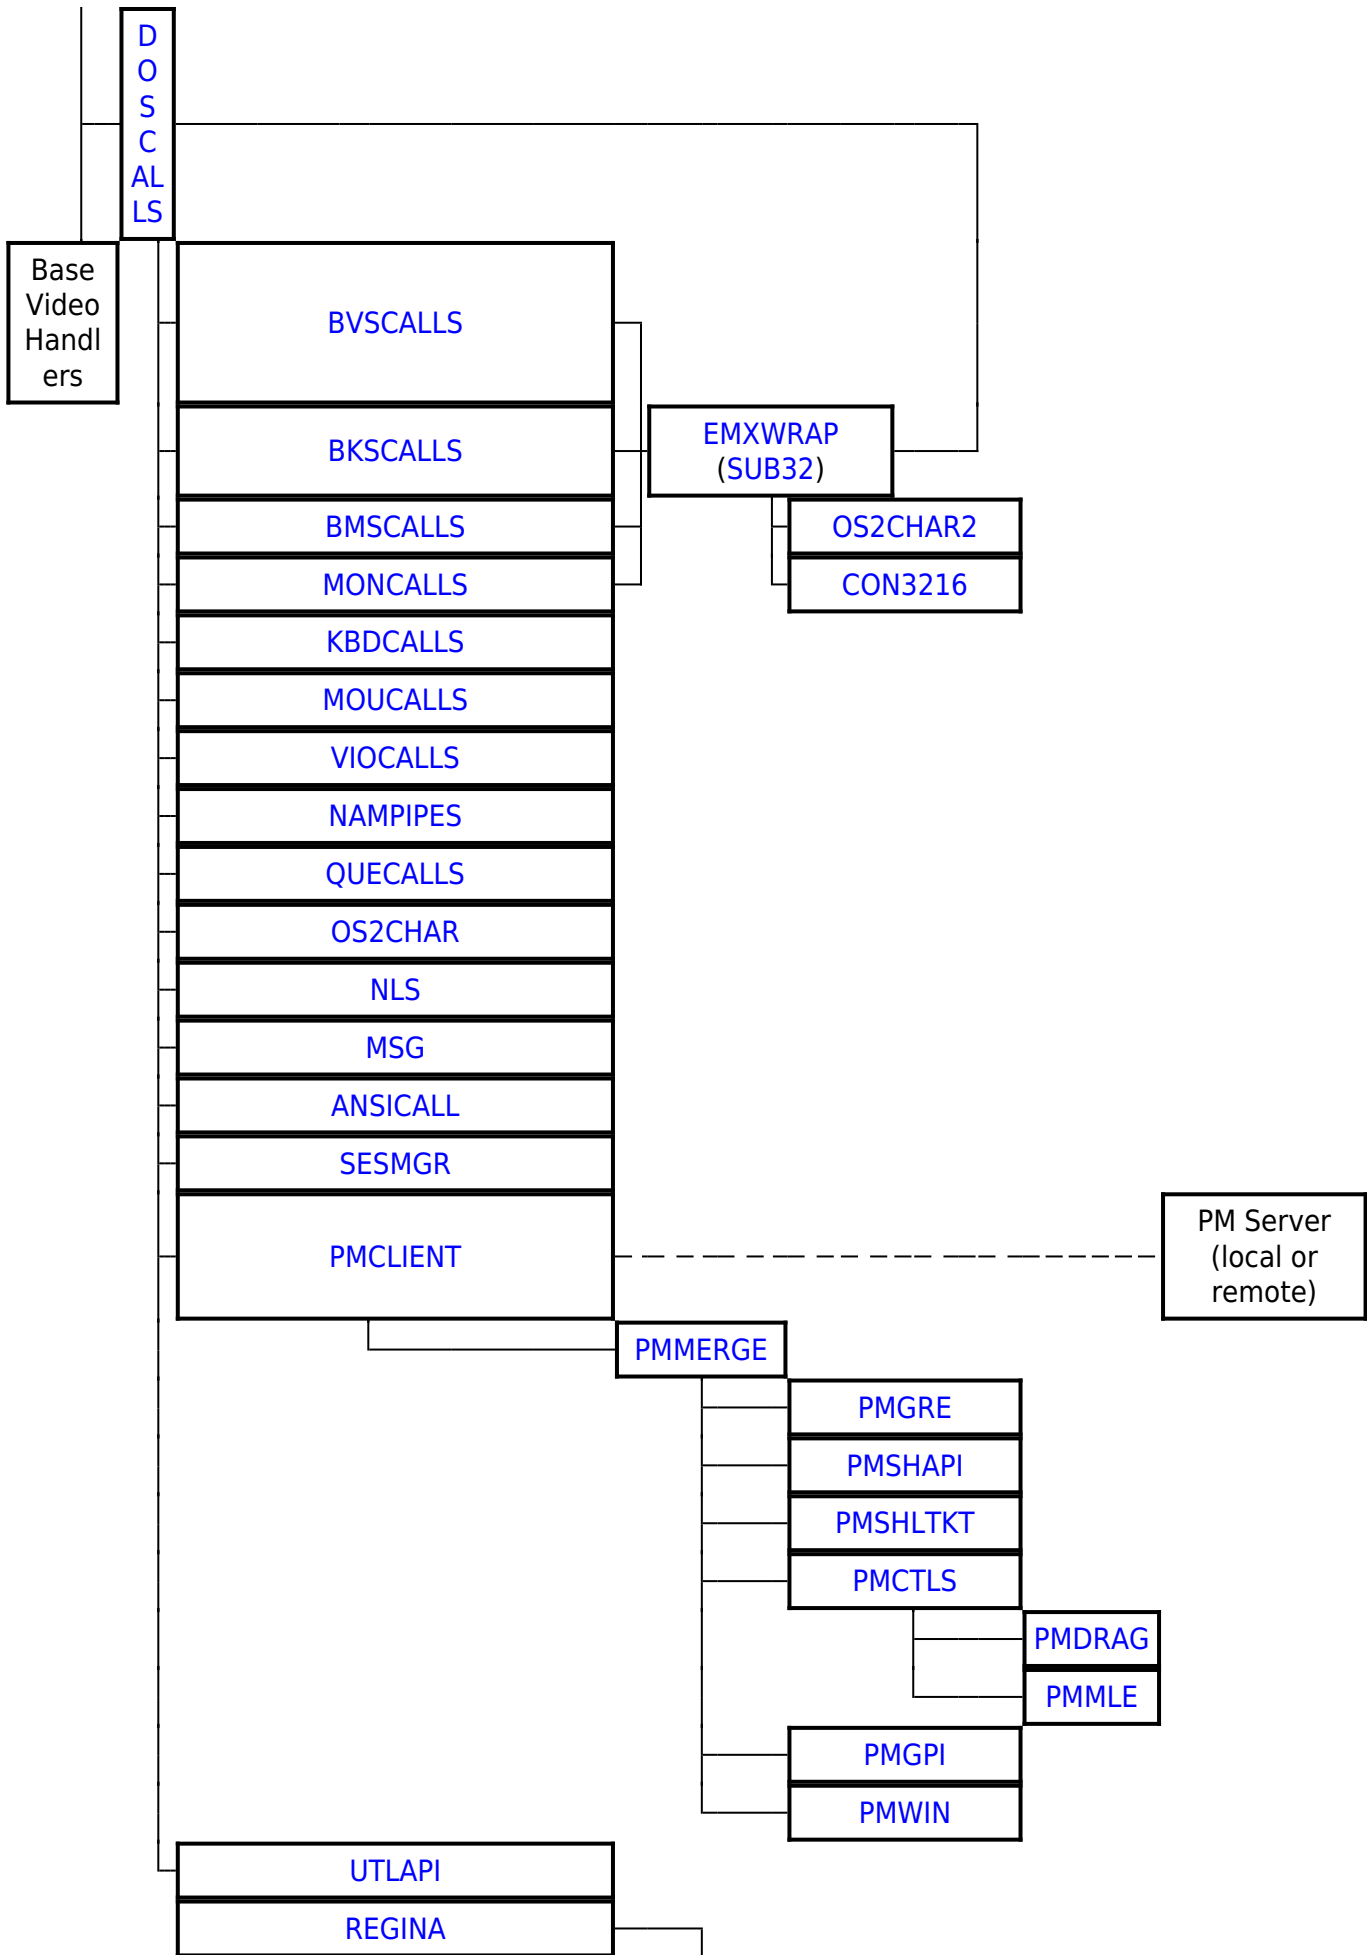 D
O
S
C
AL
LS
Base
Video
Handl
ers
BVSCALLS
BKSCALLS
EMXWRAP
(SUB32)
BMSCALLS
OS2CHAR2
MONCALLS
CON3216
KBDCALLS
MOUCALLS
VIOCALLS
NAMPIPES
QUECALLS
OS2CHAR
NLS
MSG
ANSICALL
SESMGR
PMCLIENT
PM Server
(local or
remote)
PMMERGE
PMGRE
PMSHAPI
PMSHLTKT
PMCTLS
PMDRAG
PMMLE
PMGPI
PMWIN
UTLAPI
REGINA